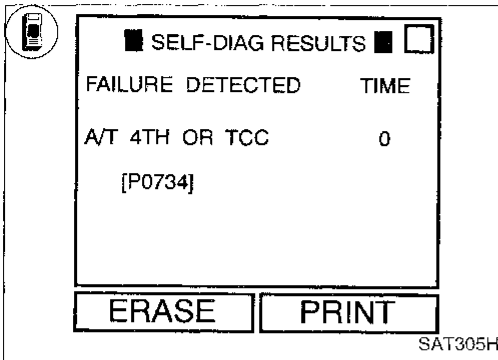 SELF-DIAG RESULTS
FAILURE DETECTED TIME
A/T 4TH OR TCC 0
[P0734]
ERASE PRINT
SAT305H